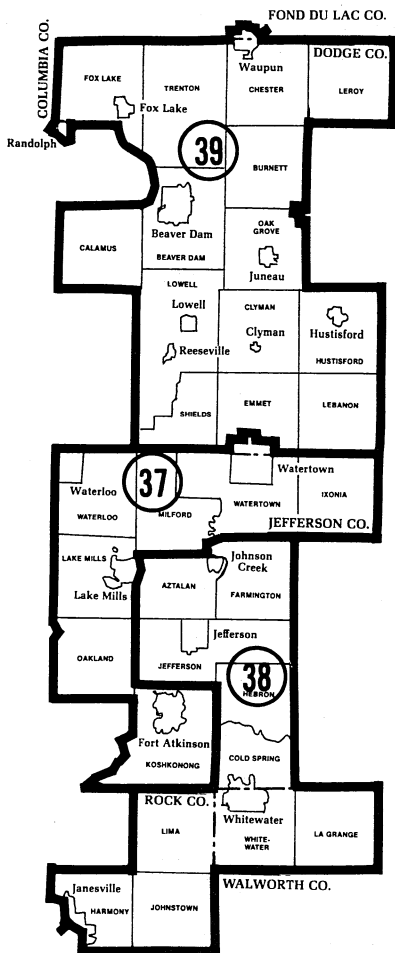 FOND DU LAC CO.
COLUMBIA CO.
DODGE CO.
Waupun
FOX LAKE
TRENTON
CHESTER
LEROY
Fox Lake
Randolph
39
BURNETT
OAK
GROVE
Beaver Dam
CALAMUS
BEAVER DAM
Juneau
LOWELL
Lowell
CLYMAN
Clyman
Hustisford
Reeseville
HUSTISFORD
SHIELDS
EMMET
LEBANON
Watertown
37
Waterloo
WATERLOO
MILFORD
WATERTOWN
IXONIA
JEFFERSON CO.
LAKE MILLS
Johnson
Creek
Lake Mills
AZTALAN
FARMINGTON
Jefferson
OAKLAND
JEFFERSON
38
HEBRON
Fort Atkinson
KOSHKONONG
COLD SPRING
ROCK CO.
Whitewater
LIMA
WHITE-
WATER
LA GRANGE
WALWORTH CO.
Janesville
HARMONY
JOHNSTOWN